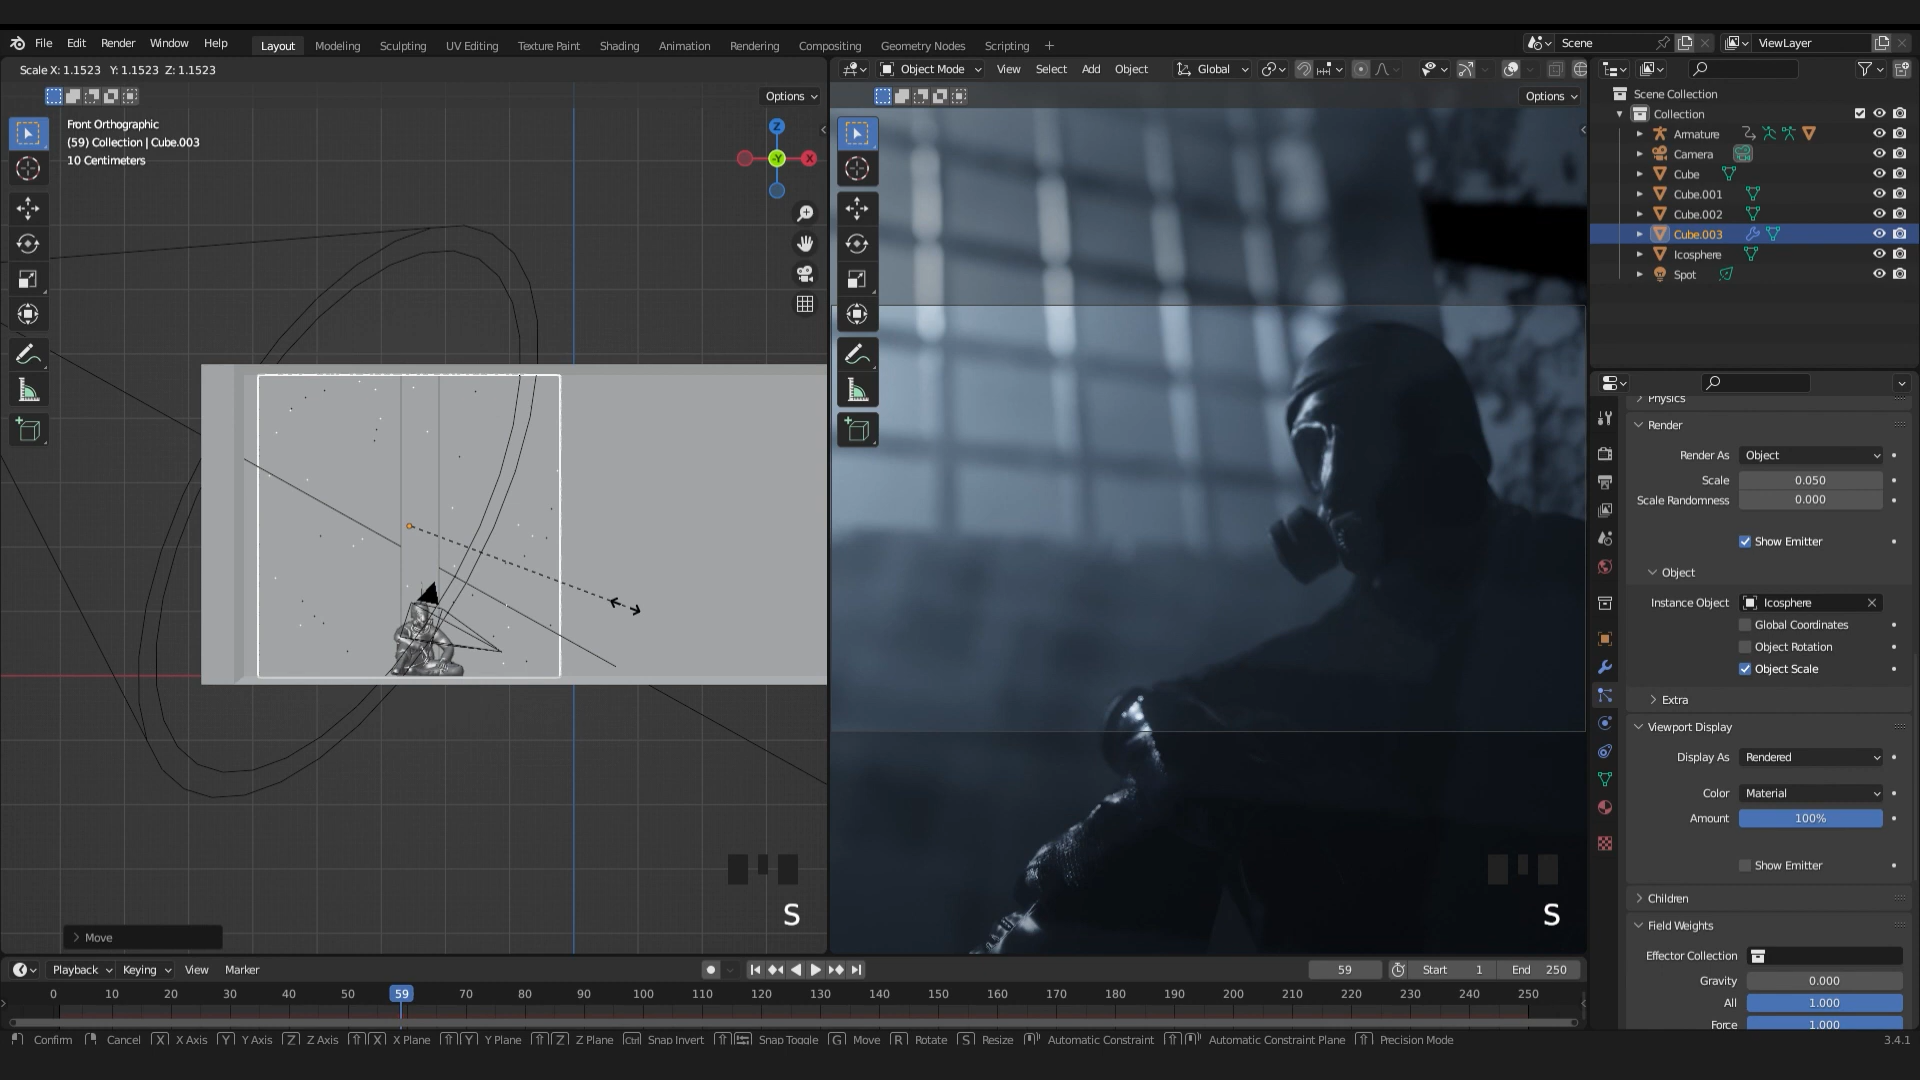 File Edit Render Window Help Layout Modeling Sculpting UV Editing Texture Paint Shading Animation Rendering Compositing Geometry Nodes Scripting + Scene ViewLayer
Scale X: 1.1523 Y: 1.1523 Z: 1.1523
Object Mode View Select Add Object Global
Options
Options
Front Orthographic
(59) Collection | Cube.003
10 Centimeters
Z
-Y
X
S
S
Move
Scene Collection
Collection
Armature
Camera
Cube
Cube.001
Cube.002
Cube.003
Icosphere
Spot
Physics
Render
Render As Object
Scale 0.050
Scale Randomness 0.000
Show Emitter
Object
Instance Object Icosphere
Global Coordinates
Object Rotation
Object Scale
Extra
Viewport Display
Display As Rendered
Color Material
Amount 100%
Show Emitter
Children
Field Weights
Effector Collection
Gravity 0.000
All 1.000
Force 1.000
Playback Keying View Marker 59 Start 1 End 250
0 10 20 30 40 50 59 70 80 90 100 110 120 130 140 150 160 170 180 190 200 210 220 230 240 250
Confirm Cancel X X Axis Y Y Axis Z Z Axis X X Plane Y Y Plane Z Z Plane Ctrl Snap Invert Snap Toggle G Move R Rotate S Resize Automatic Constraint Automatic Constraint Plane Precision Mode 3.4.1